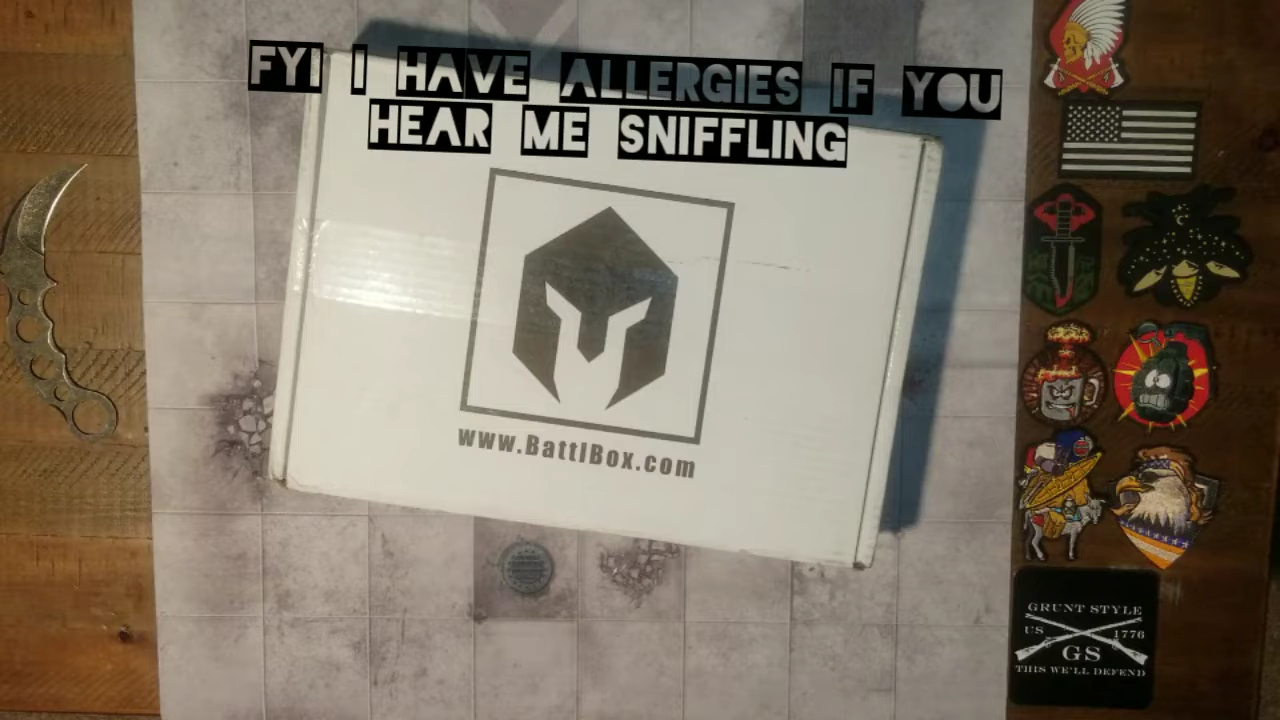 FYI I HAVE ALLERGIES IF YOU
HEAR ME SNIFFLING
www.BattlBox.com
GRUNT STYLE
US 1776
GS
THIS WE'LL DEFEND